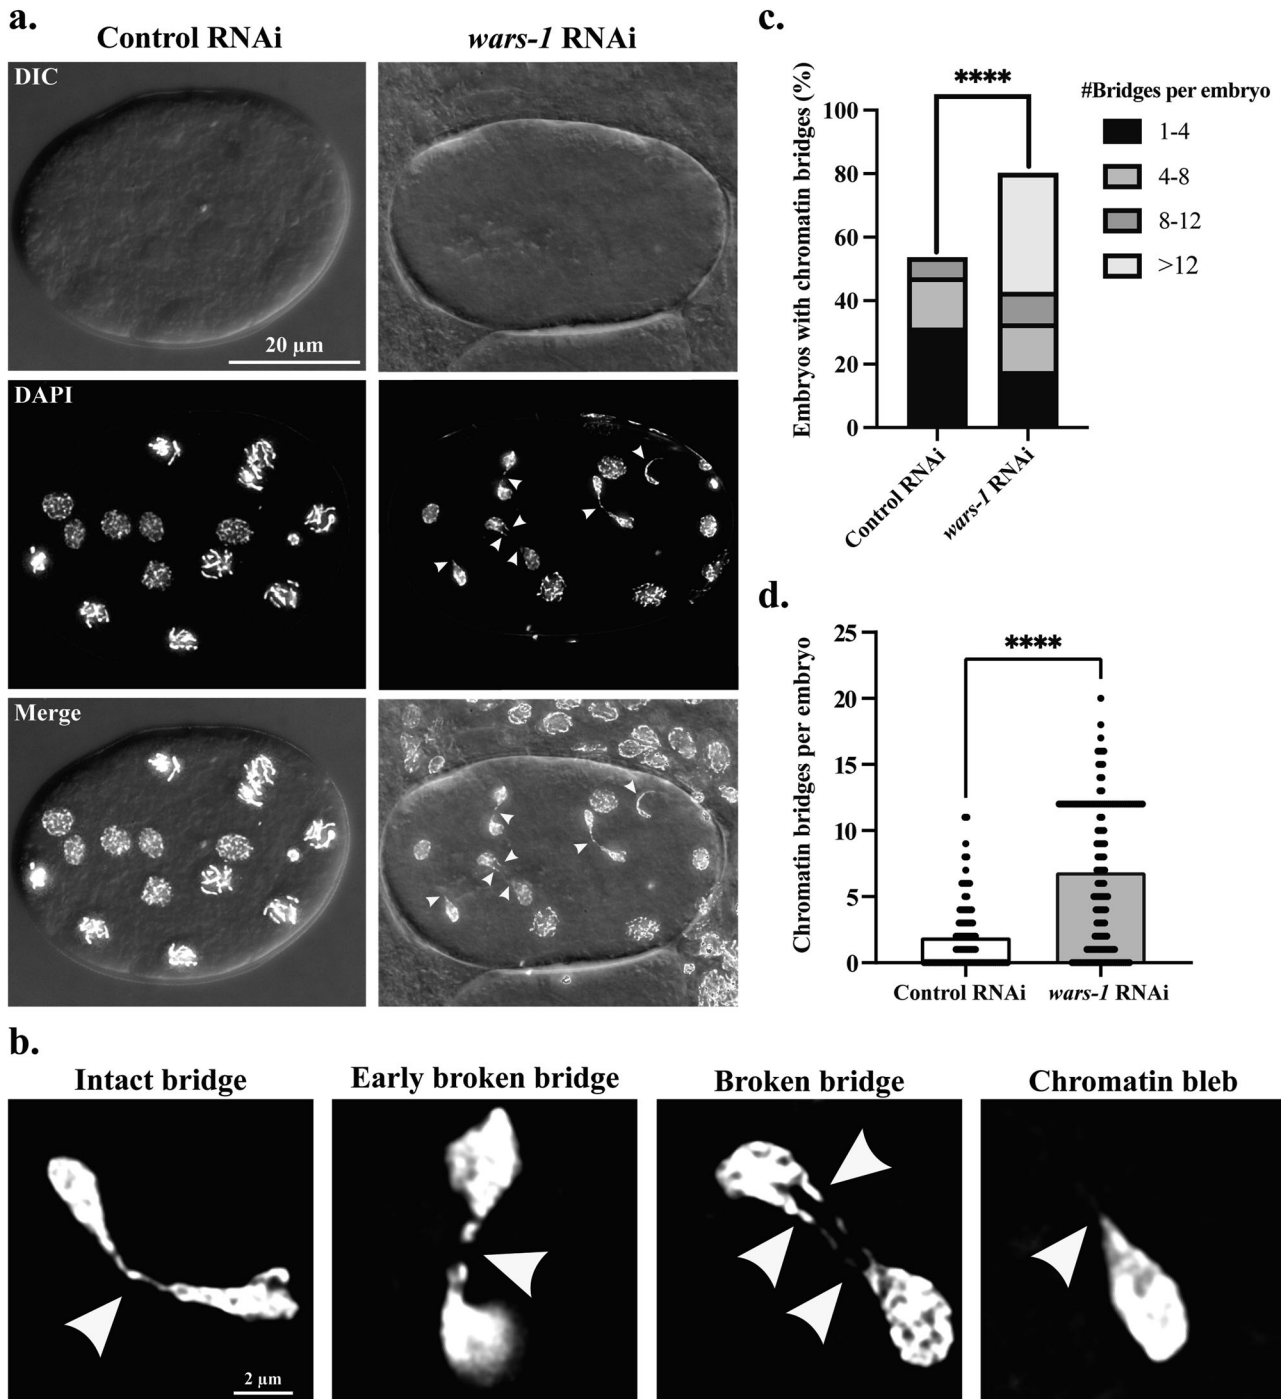 a.
Control RNAi
wars-1 RNAi
DIC
20 µm
DAPI
Merge
b.
Intact bridge
Early broken bridge
Broken bridge
Chromatin bleb
2 µm
c.
Embryos with chromatin bridges (%)
100
80
60
40
20
0
****
Control RNAi
wars-1 RNAi
#Bridges per embryo
1-4
4-8
8-12
>12
d.
Chromatin bridges per embryo
25
20
15
10
5
0
****
Control RNAi
wars-1 RNAi